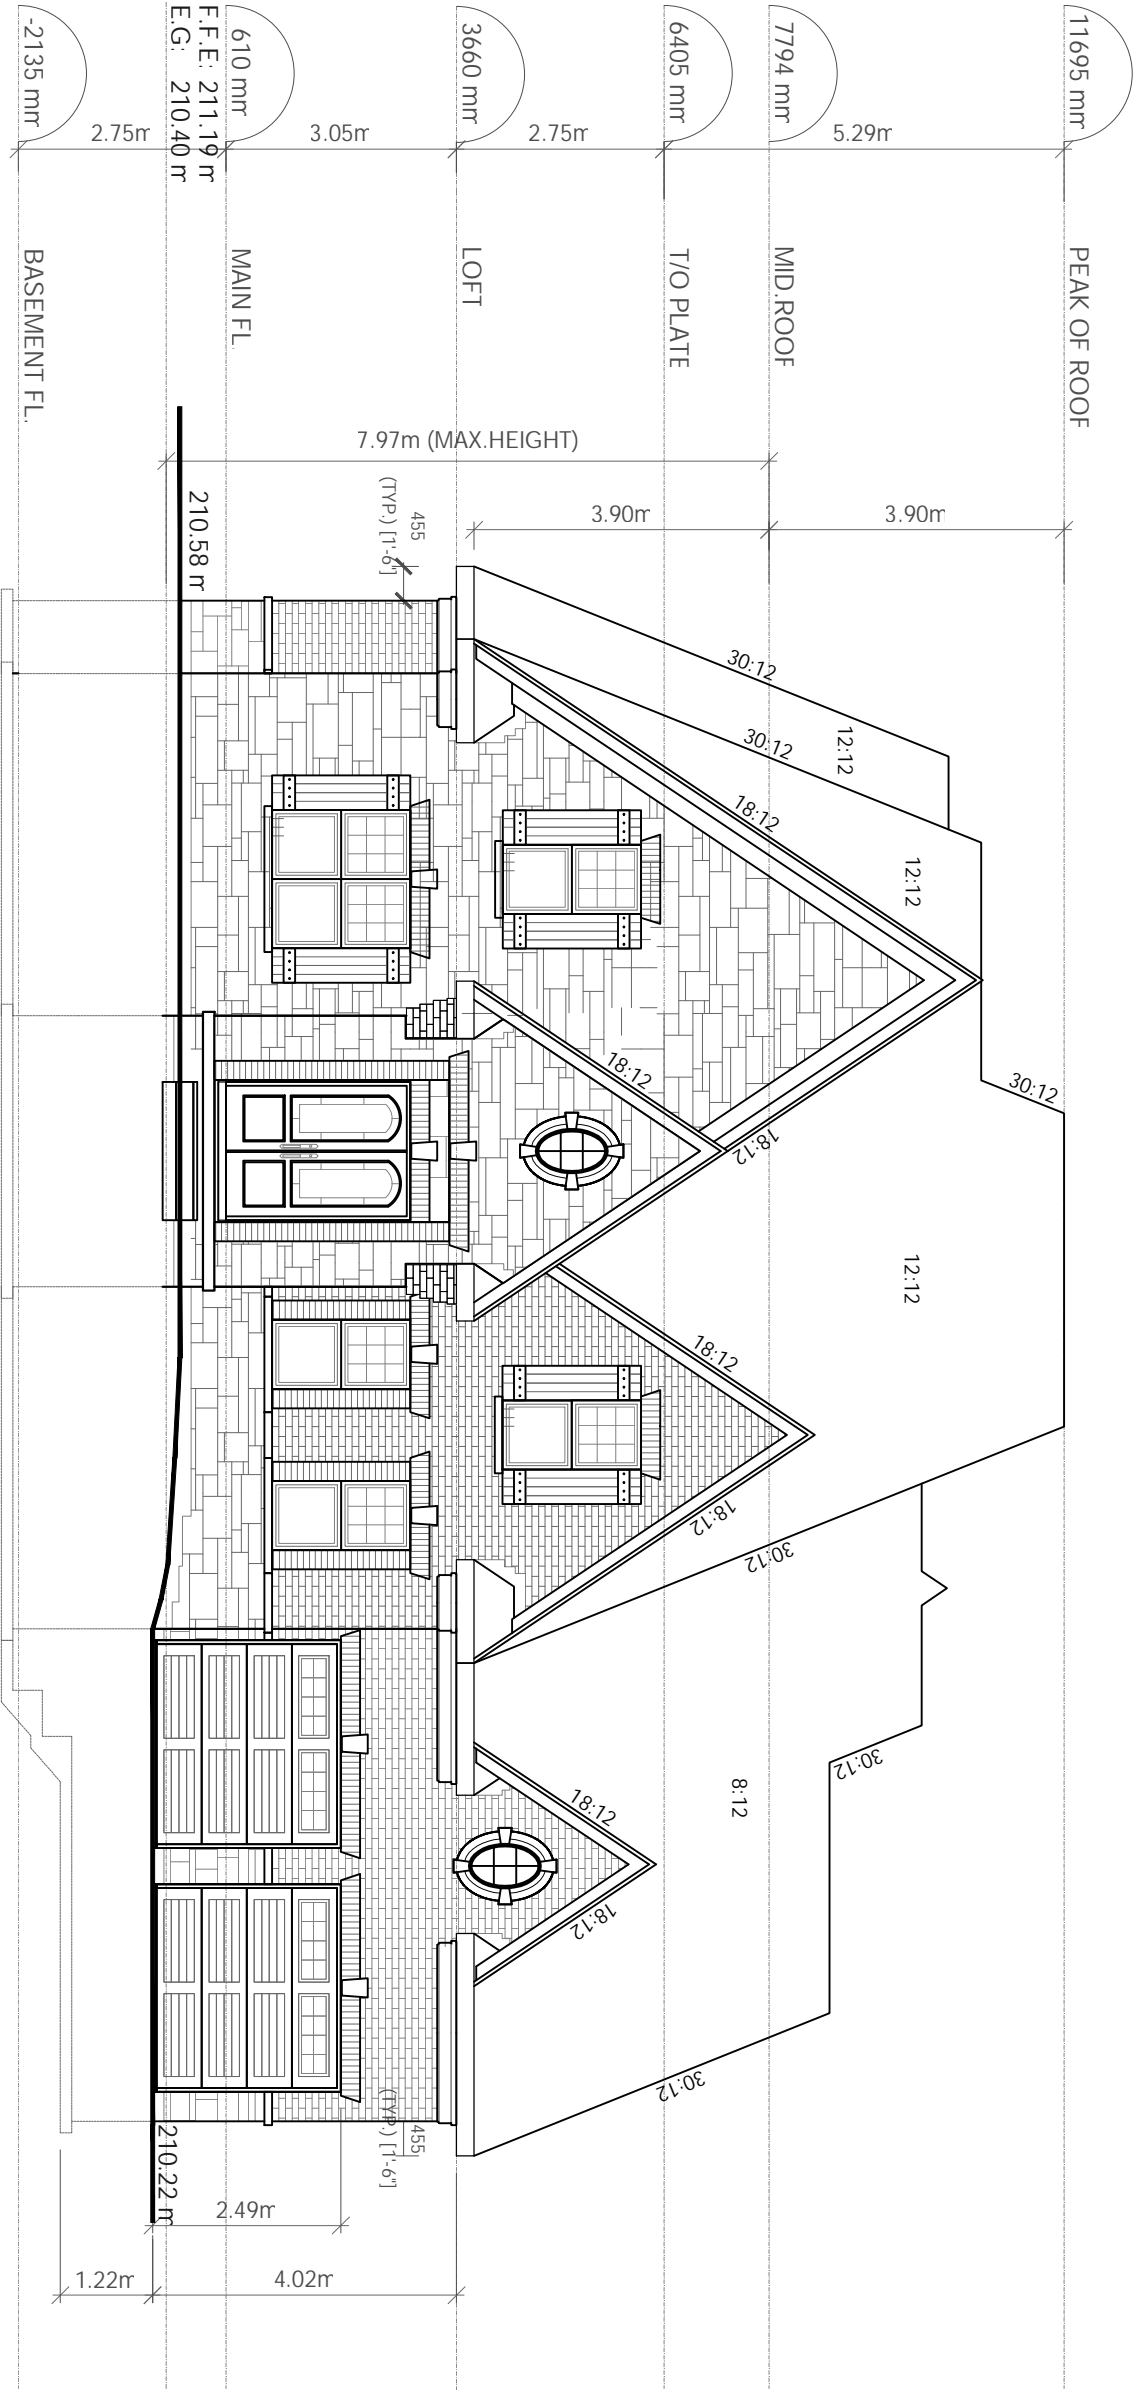 11695 mm
PEAK OF ROOF
5.29m
7794 mm
MID.ROOF
6405 mm
T/O PLATE
2.75m
3660 mm
LOFT
3.05m
610 mm
MAIN FL.
F.F.E: 211.19 m
E.G: 210.40 m
2.75m
-2135 mm
BASEMENT FL.
7.97m (MAX.HEIGHT)
3.90m
3.90m
455
(TYP.) [1'-6"]
210.58 m
30:12
12:12
30:12
18:12
12:12
30:12
18:12
18:12
12:12
18:12
18:12
30:12
30:12
8:12
18:12
18:12
30:12
455
(TYP.) [1'-6"]
210.22 m
2.49m
4.02m
1.22m